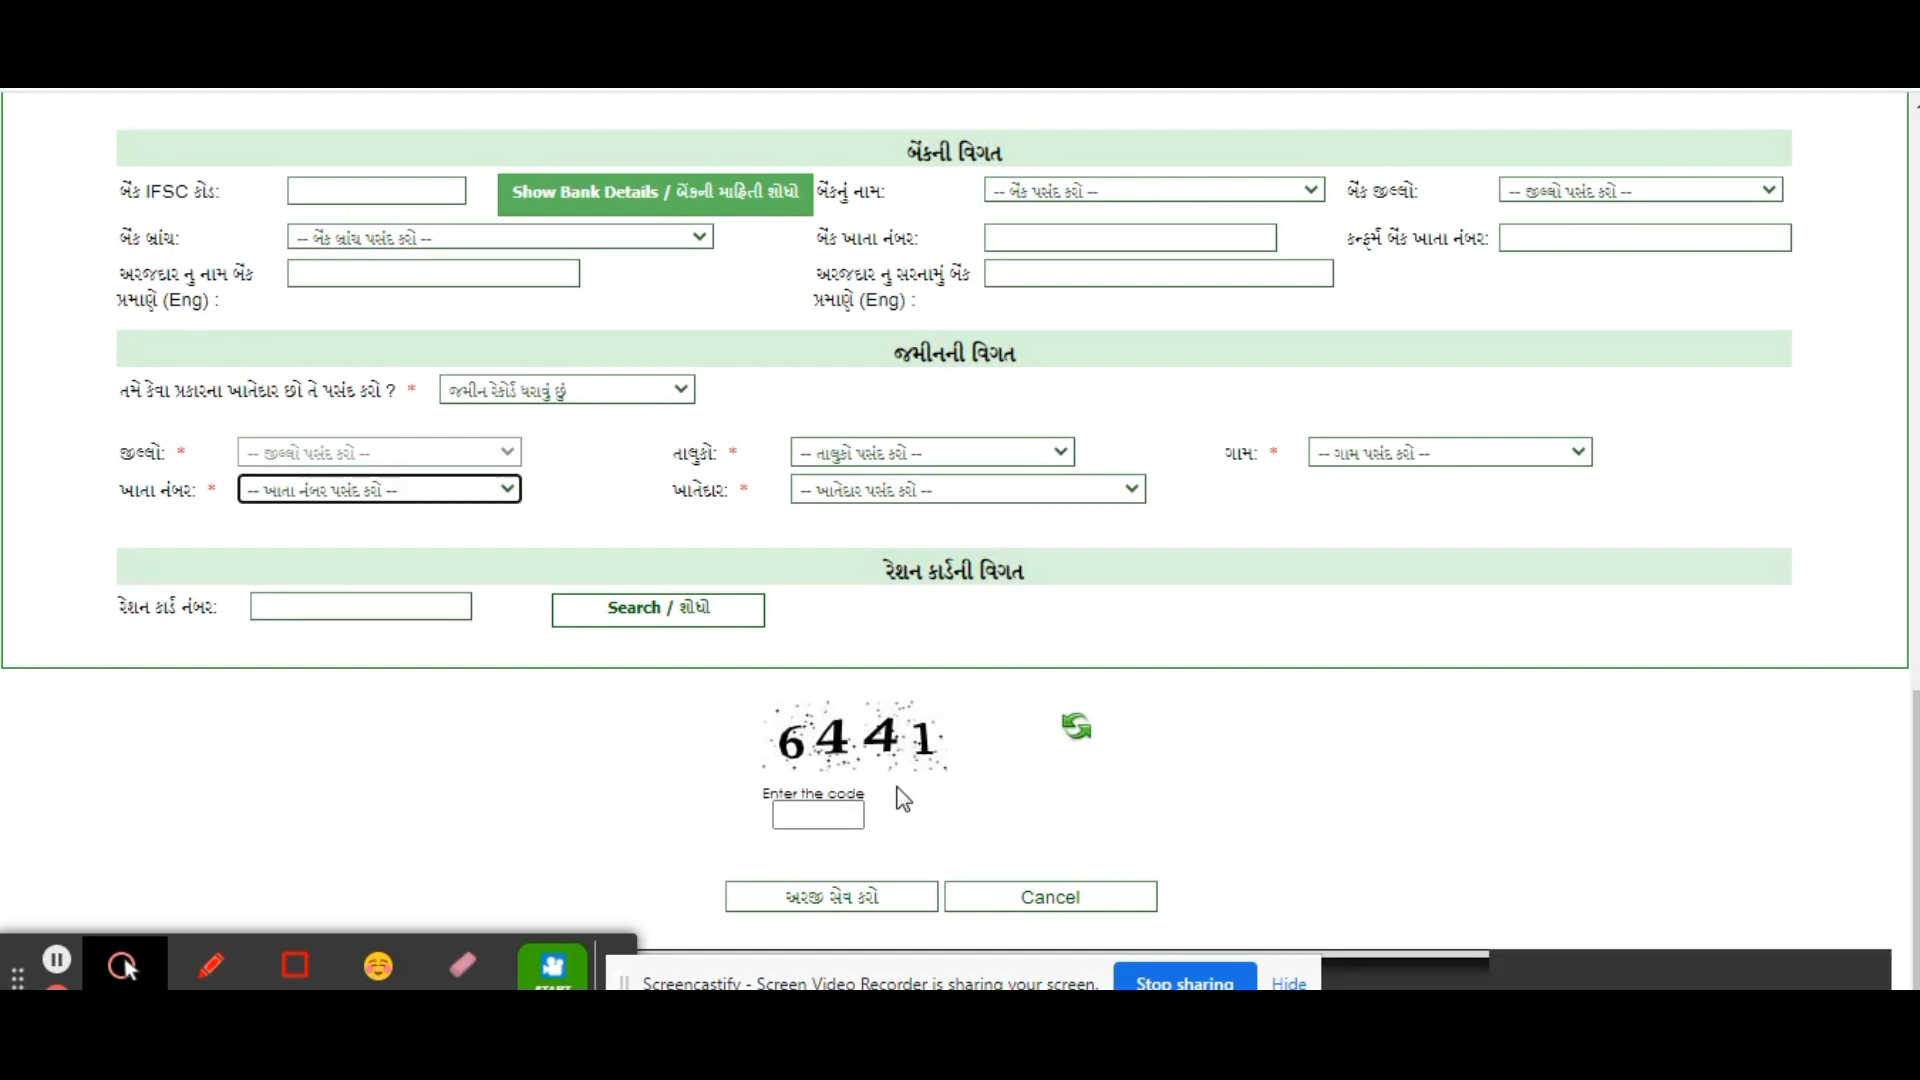 બેંકની વિગત
બેંક IFSC કોડ: Show Bank Details / બેંકની માહિતી શોધો બેંકનું નામ: -- બેંક પસંદ કરો -- બેંક જીલ્લો: -- જીલ્લો પસંદ કરો --
બેંક બ્રાંચ: -- બેંક બ્રાંચ પસંદ કરો -- બેંક ખાતા નંબર: કન્ફર્મ બેંક ખાતા નંબર:
અરજદાર નુ નામ બેંક પ્રમાણે (Eng) : અરજદાર નુ સરનામું બેંક પ્રમાણે (Eng) :
જમીનની વિગત
તમે કેવા પ્રકારના ખાતેદાર છો તે પસંદ કરો ? * જમીન રેકોર્ડ ધરાવું છું
જીલ્લો: * -- જીલ્લો પસંદ કરો -- તાલુકો: * -- તાલુકો પસંદ કરો -- ગામ: * -- ગામ પસંદ કરો --
ખાતા નંબર: * -- ખાતા નંબર પસંદ કરો -- ખાતેદાર: * -- ખાતેદાર પસંદ કરો --
રેશન કાર્ડની વિગત
રેશન કાર્ડ નંબર: Search / શોધો
6441
Enter the code
અરજી સેવ કરો Cancel
START
Screencastify - Screen Video Recorder is sharing your screen. Stop sharing Hide